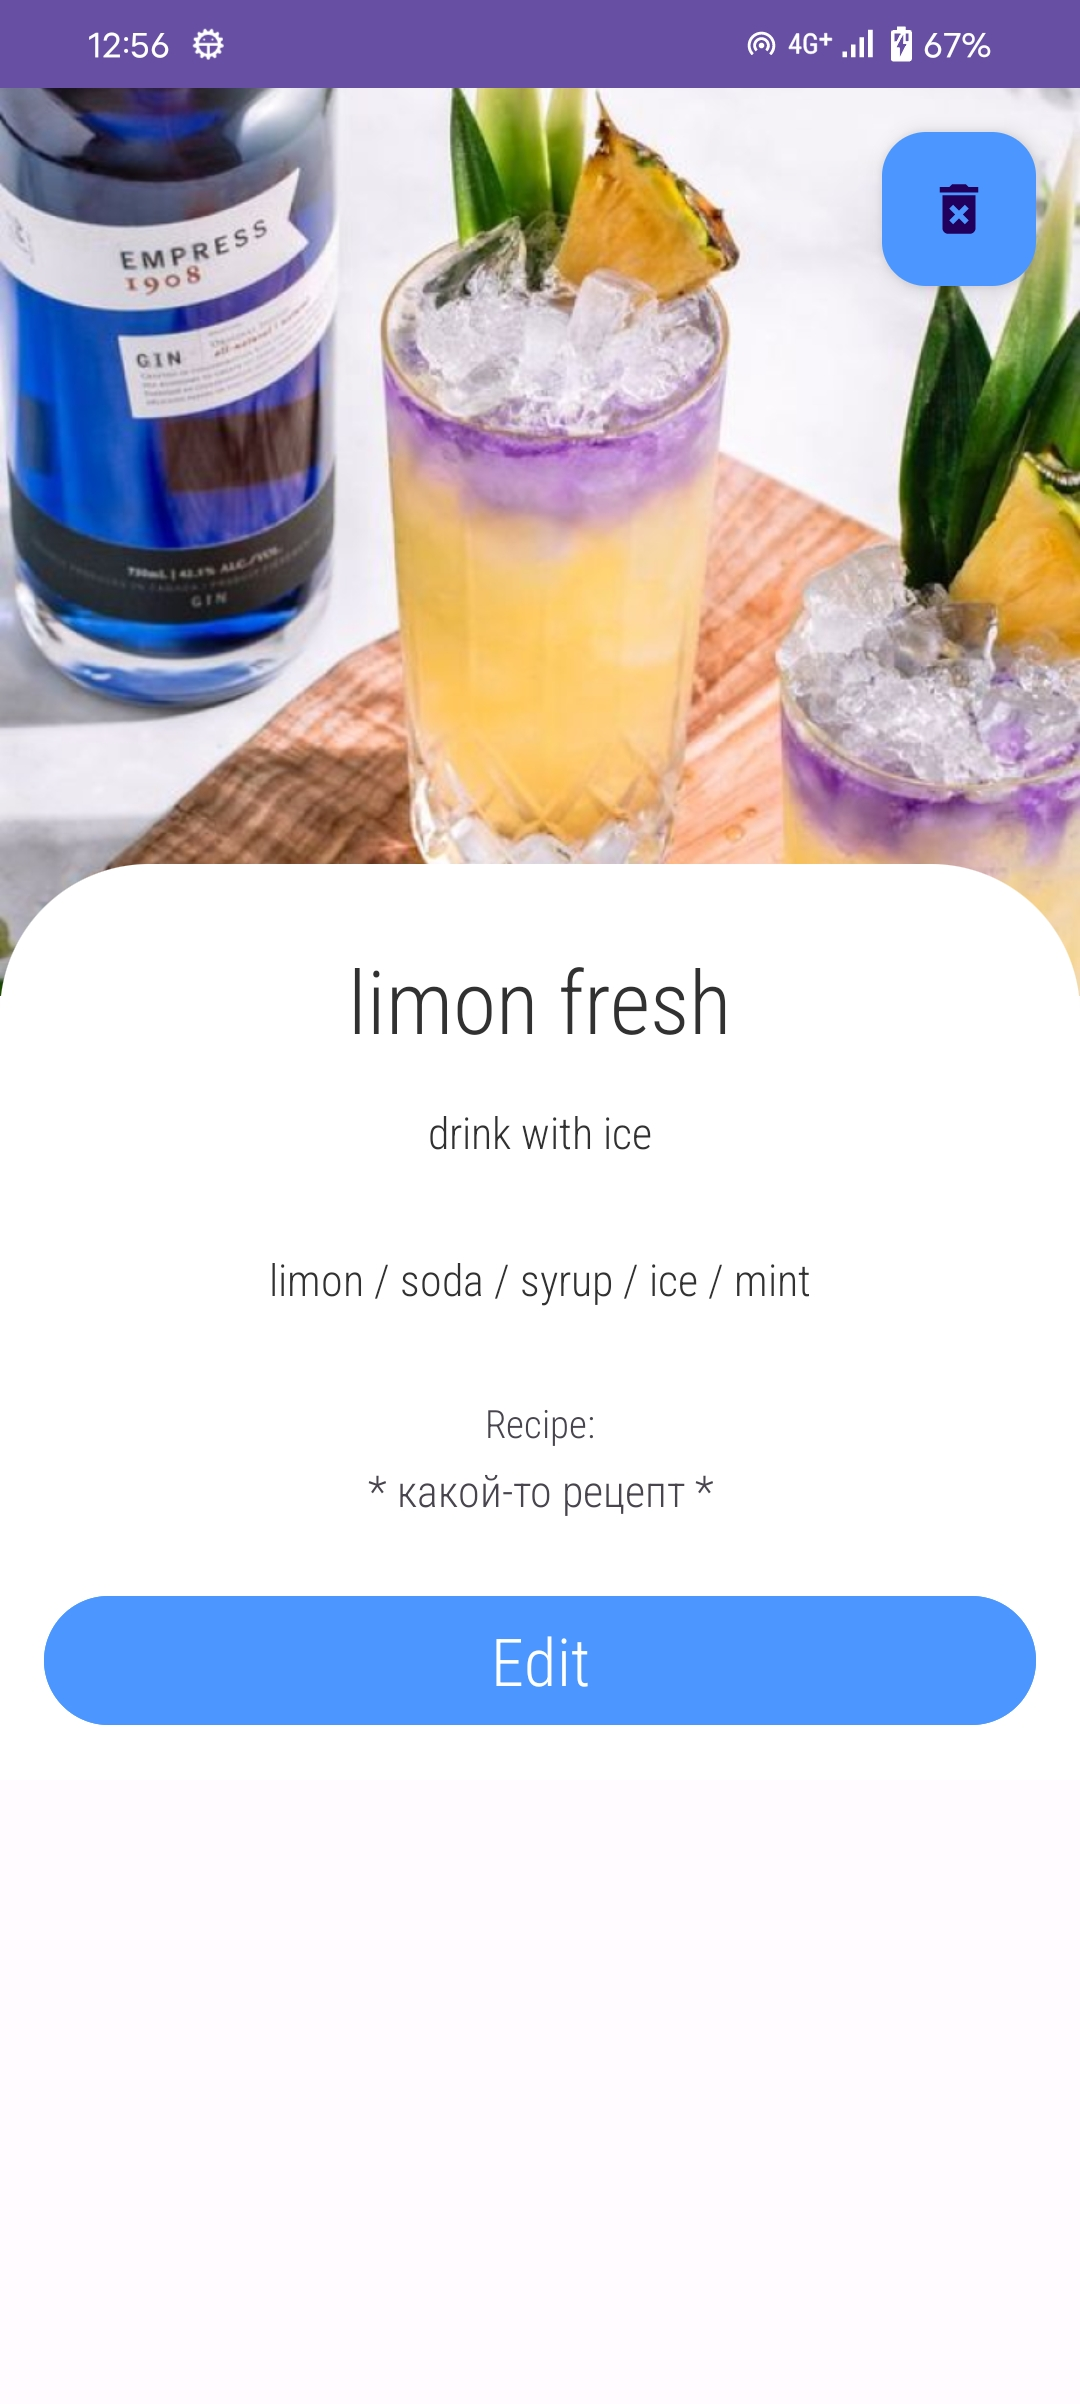 12:56
4G+
67%
EMPRESS
1908
GIN
750mL | 42.5% ALC./VOL.
GIN
limon fresh
drink with ice
limon / soda / syrup / ice / mint
Recipe:
* какой-то рецепт *
Edit